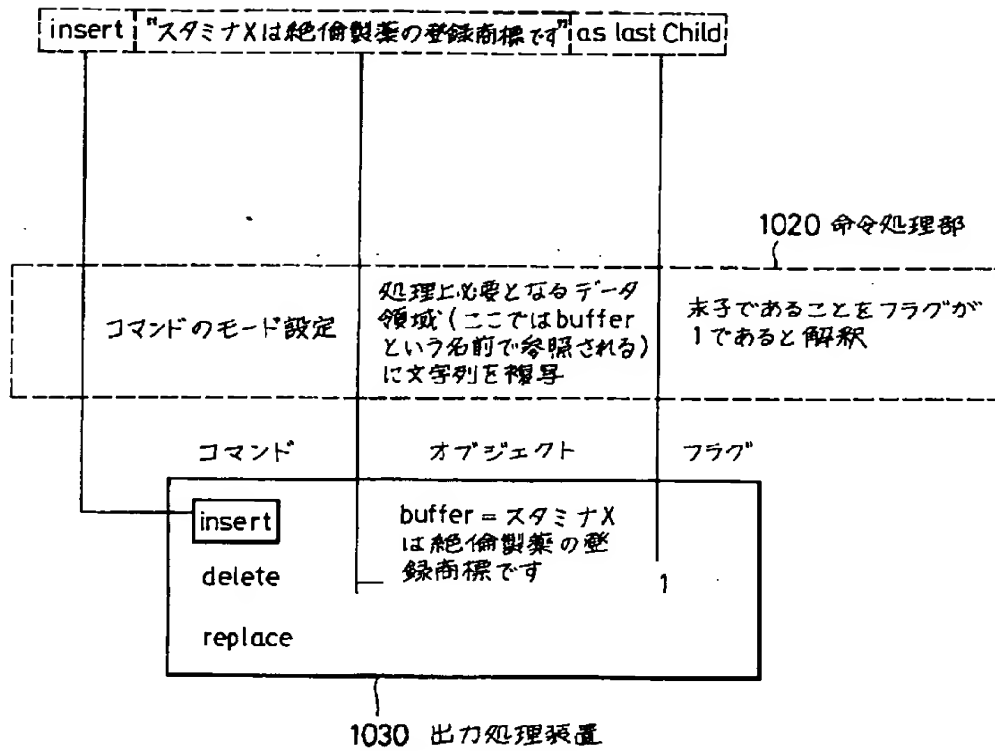 insert "スタミナXは絶倫製薬の登録商標です" as last Child
1020 命令処理部
コマンドのモード設定
処理上必要となるデータ
領域(ここではbuffer
という名前で参照される)
に文字列を複写
末子であることをフラグが
1であると解釈
コマンド オブジェクト フラグ
insert
buffer = スタミナX
は絶倫製薬の登
録商標です
delete
1
replace
1030 出力処理装置